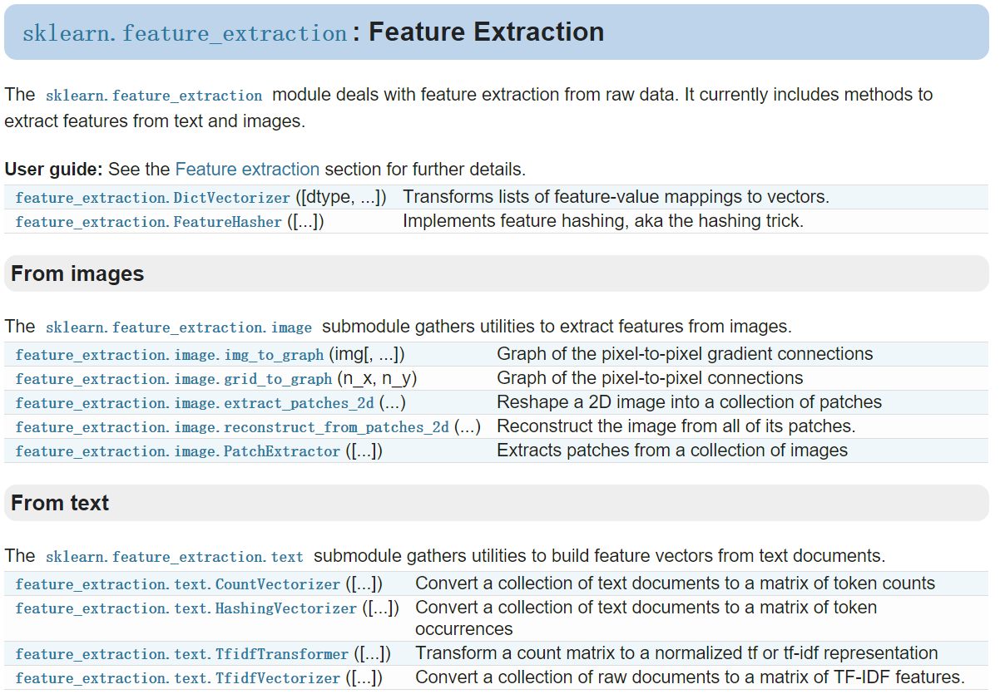 sklearn.feature_extraction: Feature Extraction
The sklearn.feature_extraction module deals with feature extraction from raw data. It currently includes methods to
extract features from text and images.
User guide: See the Feature extraction section for further details.
feature_extraction.DictVectorizer ([dtype, ...]) Transforms lists of feature-value mappings to vectors.
feature_extraction.FeatureHasher ([...]) Implements feature hashing, aka the hashing trick.
From images
The sklearn.feature_extraction.image submodule gathers utilities to extract features from images.
feature_extraction.image.img_to_graph (img[, ...]) Graph of the pixel-to-pixel gradient connections
feature_extraction.image.grid_to_graph (n_x, n_y) Graph of the pixel-to-pixel connections
feature_extraction.image.extract_patches_2d (...) Reshape a 2D image into a collection of patches
feature_extraction.image.reconstruct_from_patches_2d (...) Reconstruct the image from all of its patches.
feature_extraction.image.PatchExtractor ([...]) Extracts patches from a collection of images
From text
The sklearn.feature_extraction.text submodule gathers utilities to build feature vectors from text documents.
feature_extraction.text.CountVectorizer ([...]) Convert a collection of text documents to a matrix of token counts
feature_extraction.text.HashingVectorizer ([...]) Convert a collection of text documents to a matrix of token
occurrences
feature_extraction.text.TfidfTransformer ([...]) Transform a count matrix to a normalized tf or tf-idf representation
feature_extraction.text.TfidfVectorizer ([...]) Convert a collection of raw documents to a matrix of TF-IDF features.